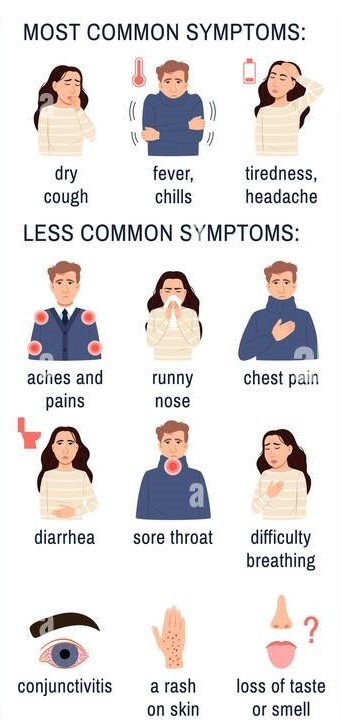 MOST COMMON SYMPTOMS:
dry
cough
fever,
chills
tiredness,
headache
LESS COMMON SYMPTOMS:
aches and
pains
runny
nose
chest pain
diarrhea
sore throat
difficulty
breathing
conjunctivitis
a rash
on skin
loss of taste
or smell
?
a
a
a
a
a